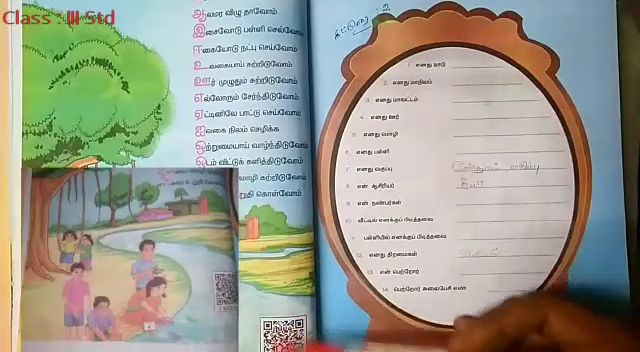 Class : III Std
ஆலமர விழு தாவோம்
இசைவோடு பள்ளி செல்வோம்
ஈகையோடு நட்பு செய்வோம்
உவகையாய் சுற்றிடுவோம்
ஊர் முழுதும் சுற்றிடுவோம்
எல்லோரும் சேர்ந்திடுவோம்
ஏட்டினிலே பாட்டு செய்வோம்
ஐவகை நிலம் செழிக்க
ஒற்றுமையாய் வாழ்ந்திடுவோம்
ஓடம் விட்டுக் களித்திடுவோம்
மொழி கற்றிடுவோம்
றுதி கொள்வோம்
1. எனது நாடு
2. எனது மாநிலம்
3. எனது மாவட்டம்
4. எனது ஊர்
5. எனது மொழி
6. எனது பள்ளி
7. எனது வகுப்பு
8. என் ஆசிரியர்
9. என் நண்பர்கள்
10. வீட்டில் எனக்குப் பிடித்தவை
11. பள்ளியில் எனக்குப் பிடித்தவை
12. எனது திறமைகள்
13. என் பெற்றோர்
14. பெற்றோர் அலைபேசி எண்